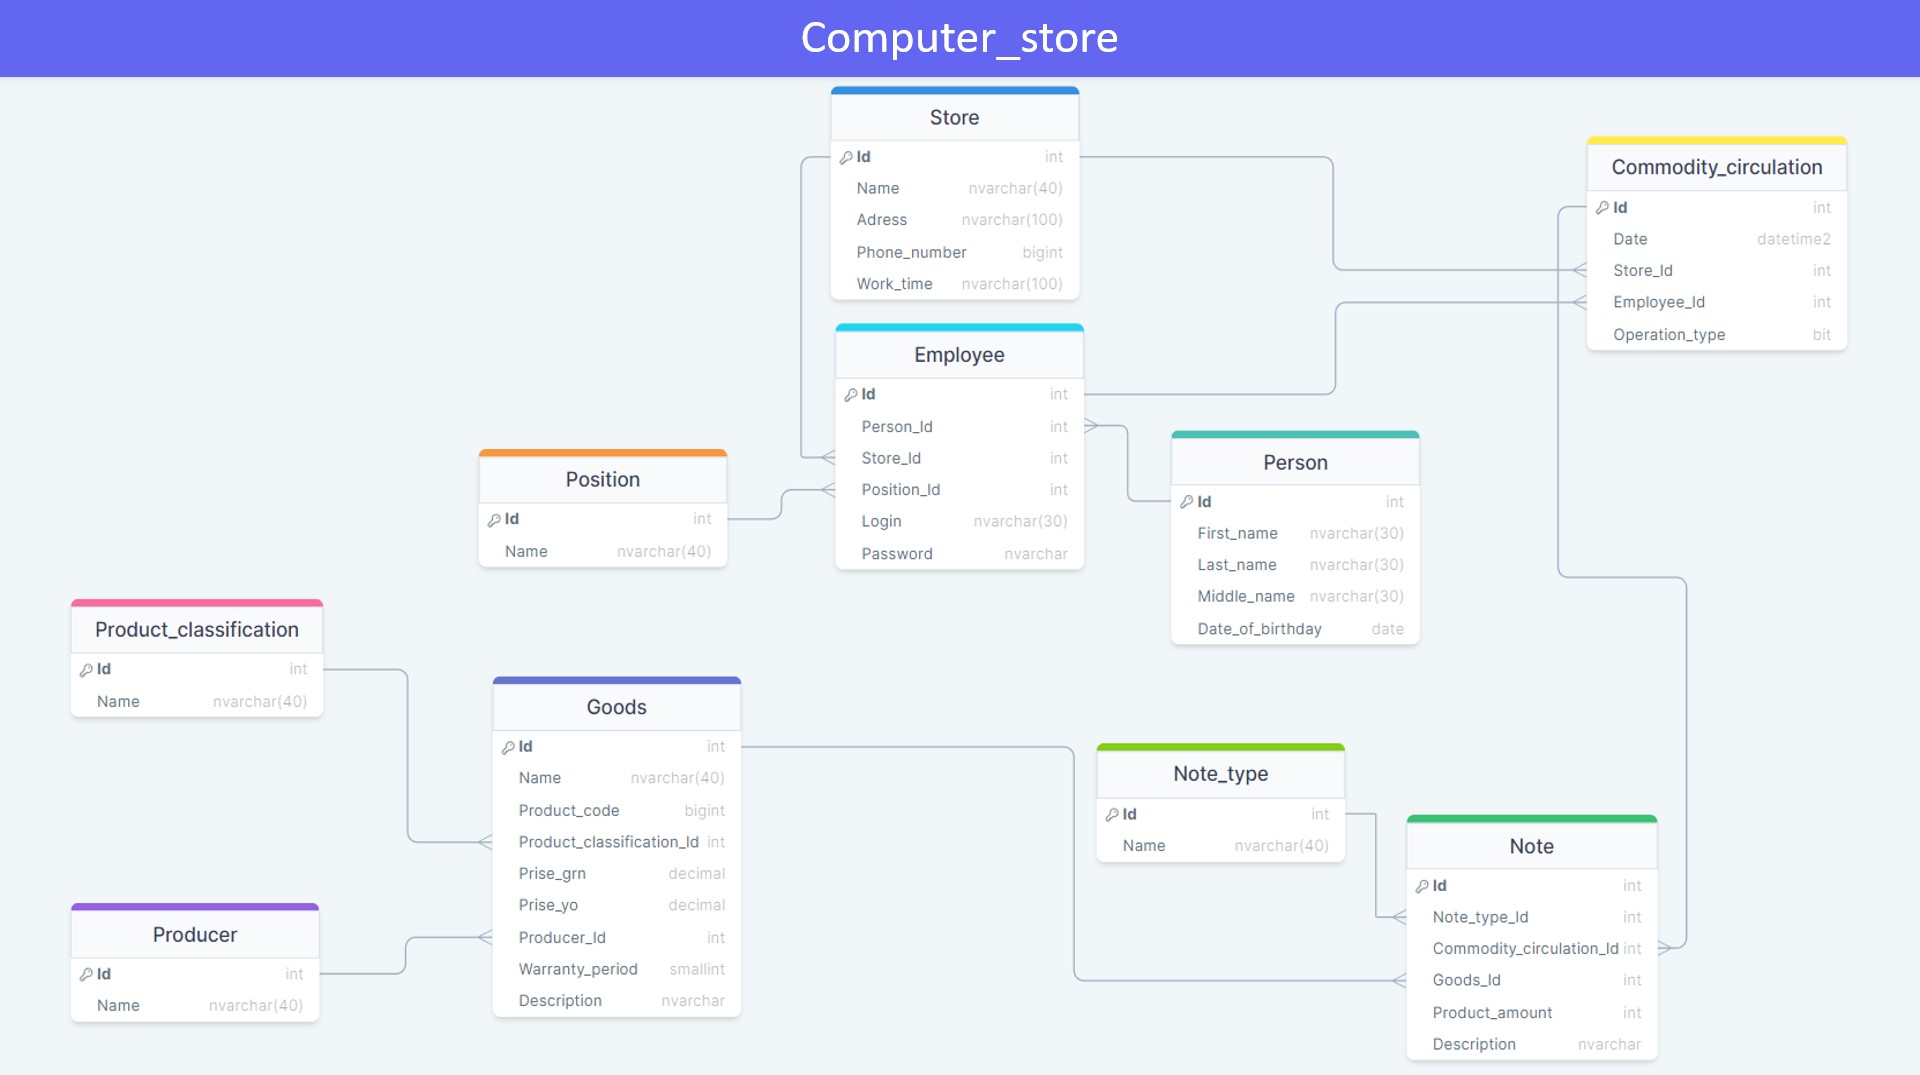 Computer_store
Store
Id int
Name nvarchar(40)
Adress nvarchar(100)
Phone_number bigint
Work_time nvarchar(100)
Commodity_circulation
Id int
Date datetime2
Store_Id int
Employee_Id int
Operation_type bit
Employee
Id int
Person_Id int
Store_Id int
Position_Id int
Login nvarchar(30)
Password nvarchar
Position
Id int
Name nvarchar(40)
Person
Id int
First_name nvarchar(30)
Last_name nvarchar(30)
Middle_name nvarchar(30)
Date_of_birthday date
Product_classification
Id int
Name nvarchar(40)
Goods
Id int
Name nvarchar(40)
Product_code bigint
Product_classification_Id int
Prise_grn decimal
Prise_yo decimal
Producer_Id int
Warranty_period smallint
Description nvarchar
Note_type
Id int
Name nvarchar(40)
Note
Id int
Note_type_Id int
Commodity_circulation_Id int
Goods_Id int
Product_amount int
Description nvarchar
Producer
Id int
Name nvarchar(40)